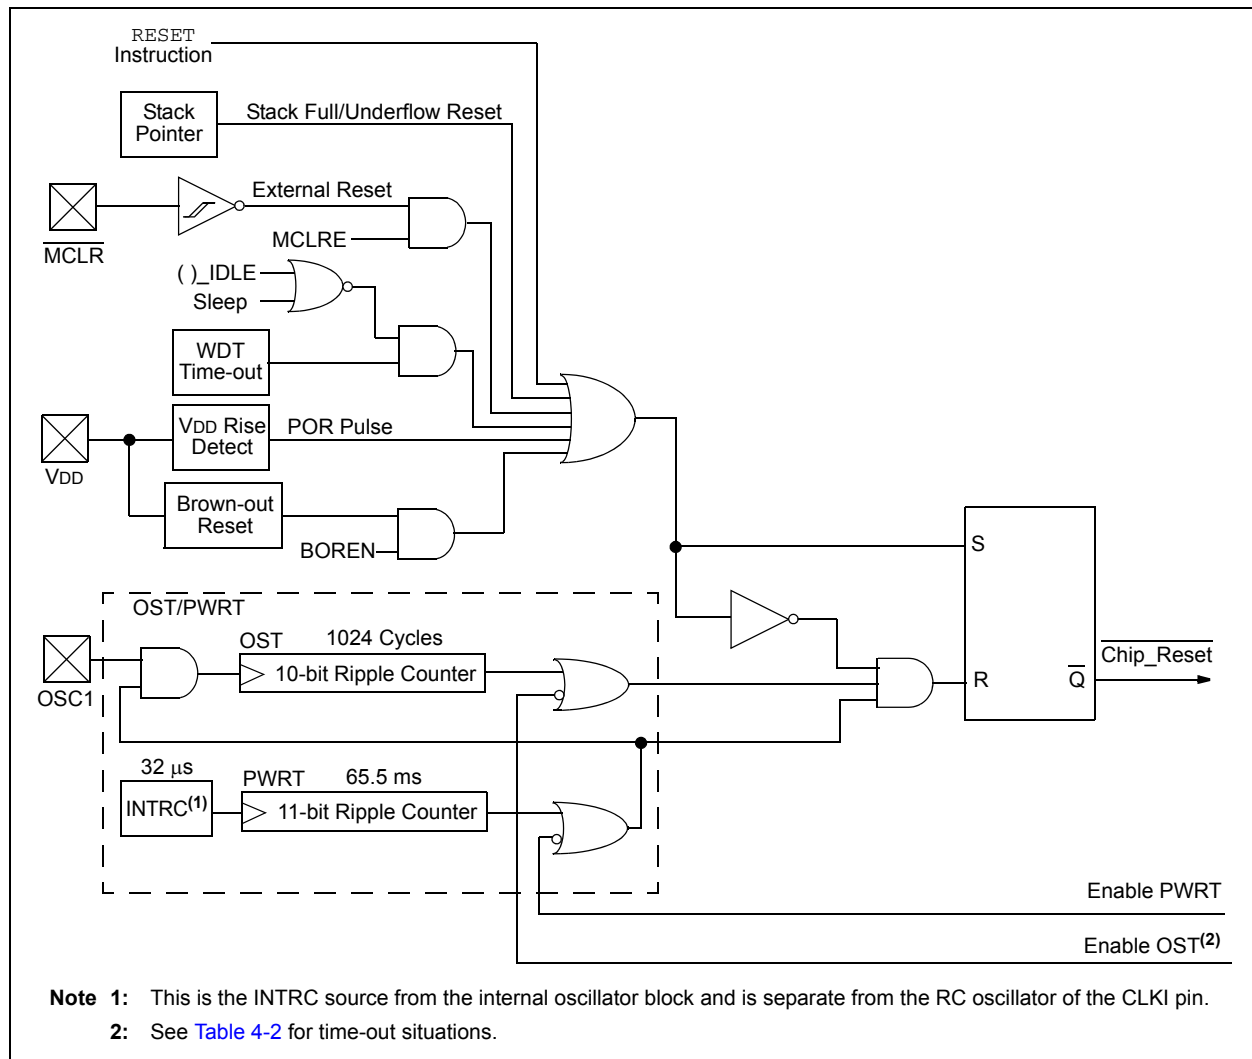 RESET
Instruction
Stack
Pointer
Stack Full/Underflow Reset
External Reset
MCLR
MCLRE
( )_IDLE
Sleep
WDT
Time-out
VDD Rise
Detect
POR Pulse
VDD
Brown-out
Reset
BOREN
S
OST/PWRT
OST
1024 Cycles
10-bit Ripple Counter
OSC1
R
Q
Chip_Reset
32 μs
INTRC(1)
PWRT
65.5 ms
11-bit Ripple Counter
Enable PWRT
Enable OST(2)
Note 1: This is the INTRC source from the internal oscillator block and is separate from the RC oscillator of the CLKI pin.
2: See Table 4-2 for time-out situations.